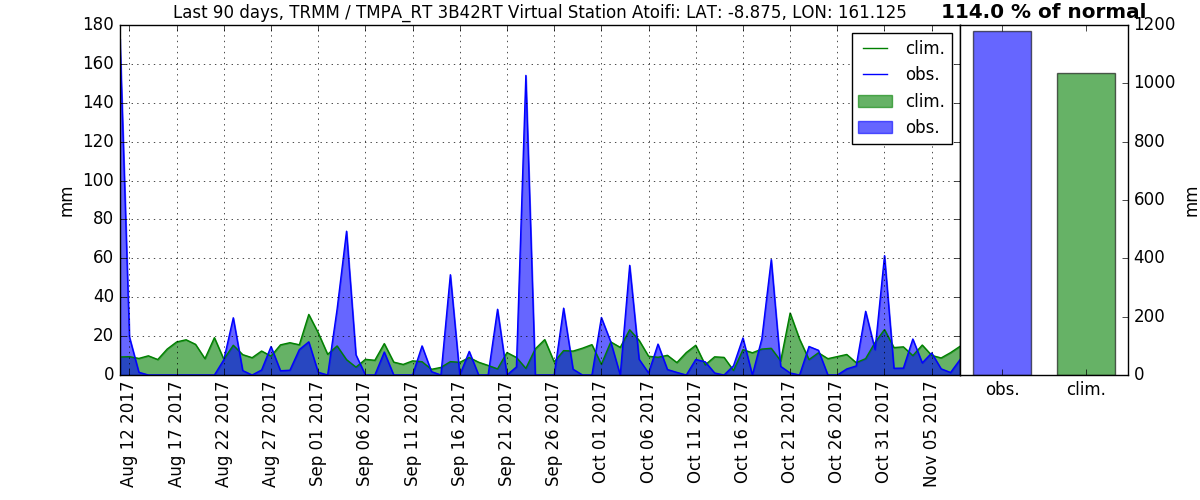 Last 90 days, TRMM / TMPA_RT 3B42RT Virtual Station Atoifi: LAT: -8.875, LON: 161.125
114.0 % of normal
180
160
140
120
100
80
60
40
20
0
mm
clim.
obs.
clim.
obs.
1200
1000
800
600
400
200
0
mm
Aug 12 2017
Aug 17 2017
Aug 22 2017
Aug 27 2017
Sep 01 2017
Sep 06 2017
Sep 11 2017
Sep 16 2017
Sep 21 2017
Sep 26 2017
Oct 01 2017
Oct 06 2017
Oct 11 2017
Oct 16 2017
Oct 21 2017
Oct 26 2017
Oct 31 2017
Nov 05 2017
obs.
clim.